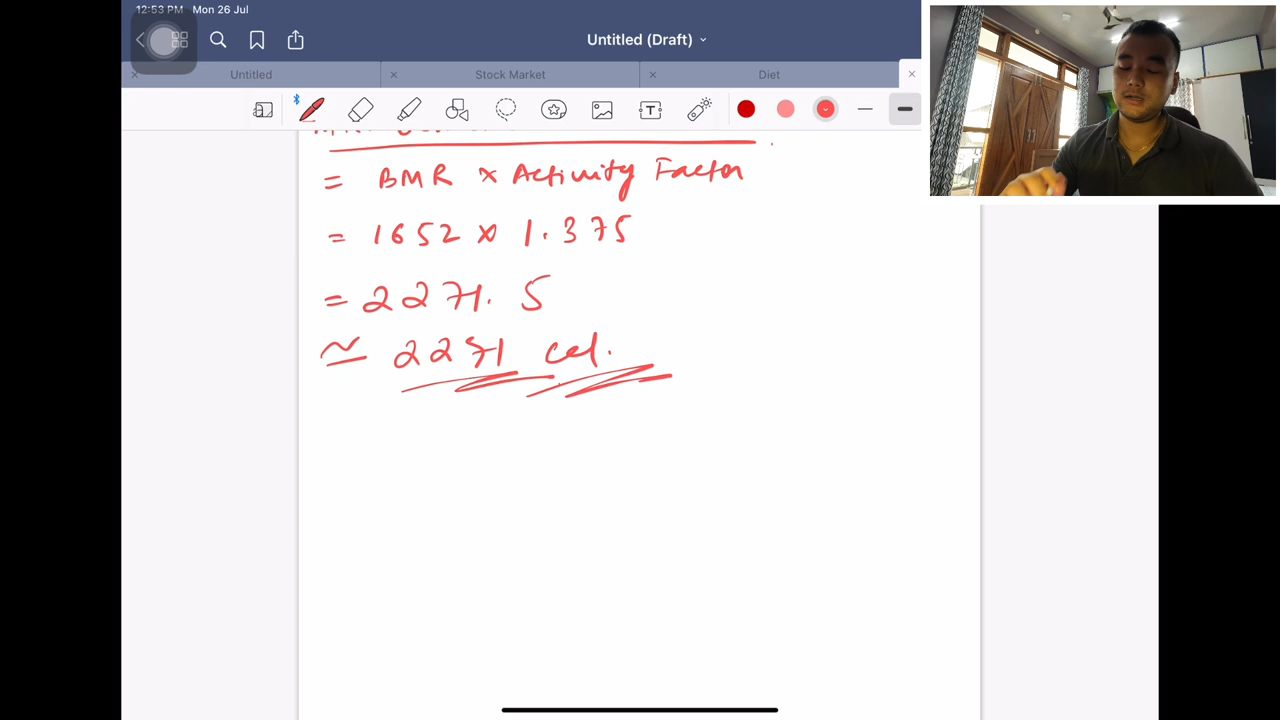 12:53 PM Mon 26 Jul
Untitled (Draft)
Untitled
Stock Market
Diet
= BMR × Activity Factor
= 1652 × 1.375
= 2271.5
≅ 2271 cal.